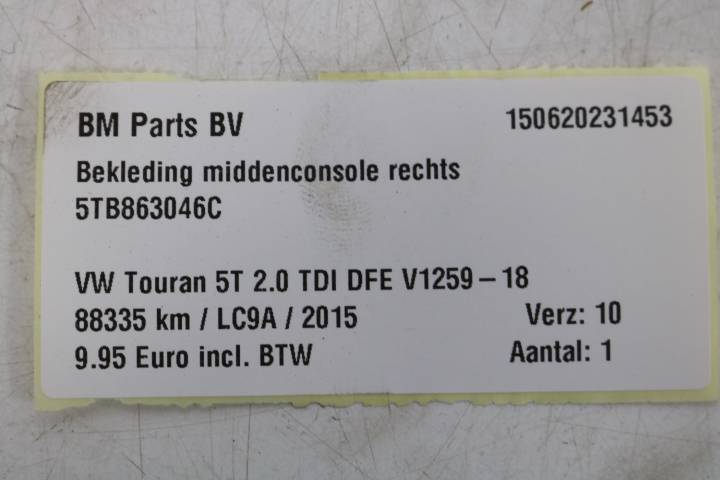 BM Parts BV 150620231453
Bekleding middenconsole rechts
5TB863046C
VW Touran 5T 2.0 TDI DFE V1259-18
88335 km / LC9A / 2015 Verz: 10
9.95 Euro incl. BTW Aantal: 1